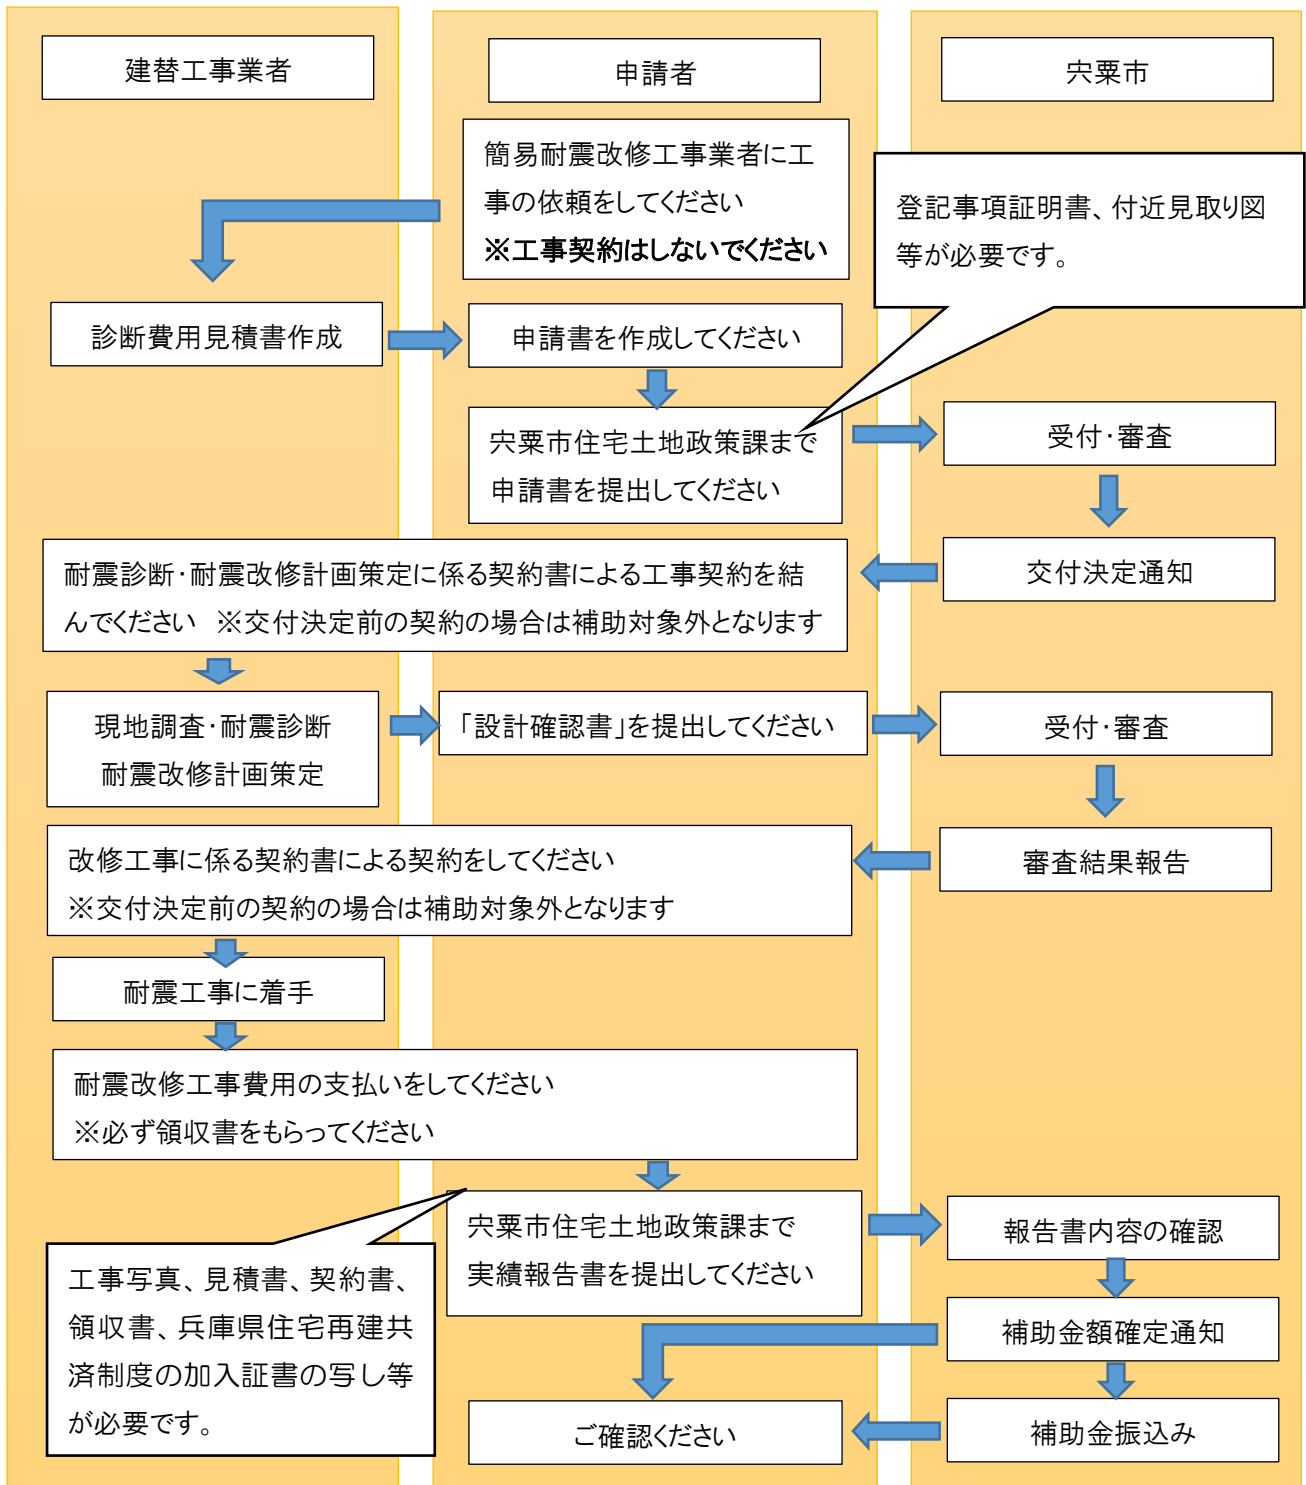 建替工事業者
申請者
宍粟市
簡易耐震改修工事業者に工
事の依頼をしてください
※工事契約はしないでください
登記事項証明書、付近見取り図
等が必要です。
診断費用見積書作成
申請書を作成してください
宍粟市住宅土地政策課まで
申請書を提出してください
受付・審査
交付決定通知
耐震診断・耐震改修計画策定に係る契約書による工事契約を結
んでください　※交付決定前の契約の場合は補助対象外となります
現地調査・耐震診断
耐震改修計画策定
「設計確認書」を提出してください
受付・審査
審査結果報告
改修工事に係る契約書による契約をしてください
※交付決定前の契約の場合は補助対象外となります
耐震工事に着手
耐震改修工事費用の支払いをしてください
※必ず領収書をもらってください
宍粟市住宅土地政策課まで
実績報告書を提出してください
報告書内容の確認
工事写真、見積書、契約書、
領収書、兵庫県住宅再建共
済制度の加入証書の写し等
が必要です。
補助金額確定通知
ご確認ください
補助金振込み